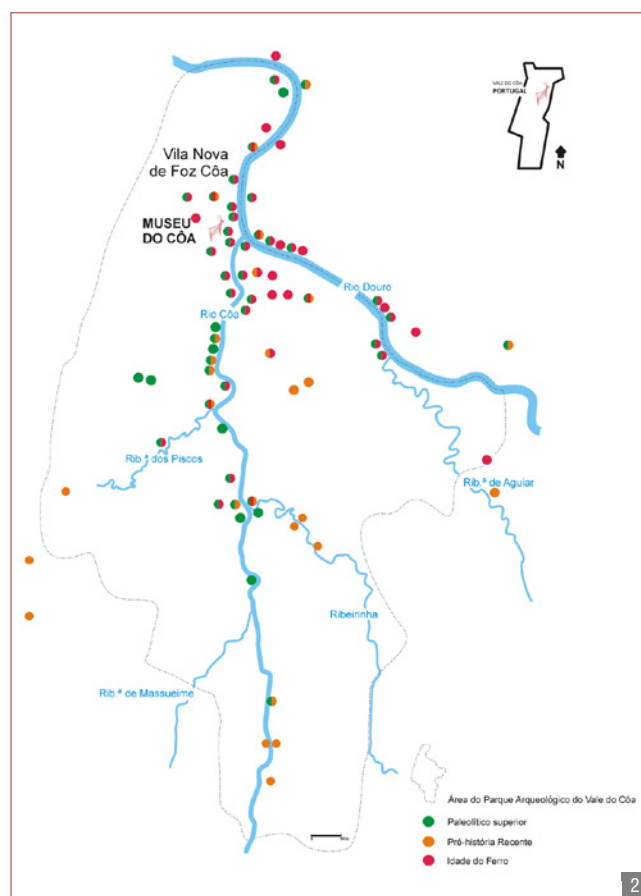 VALE DO CÔA
PORTUGAL
N
Vila Nova
de Foz Côa
MUSEU
DO CÔA
Rio Douro
Rio Côa
Rib.ª dos Piscos
Rib.ª de Aguiar
Ribeirinha
Rib.ª de Massueime
Área do Parque Arqueológico do Vale do Côa
Paleolítico superior
Pré-história Recente
Idade do Ferro
2